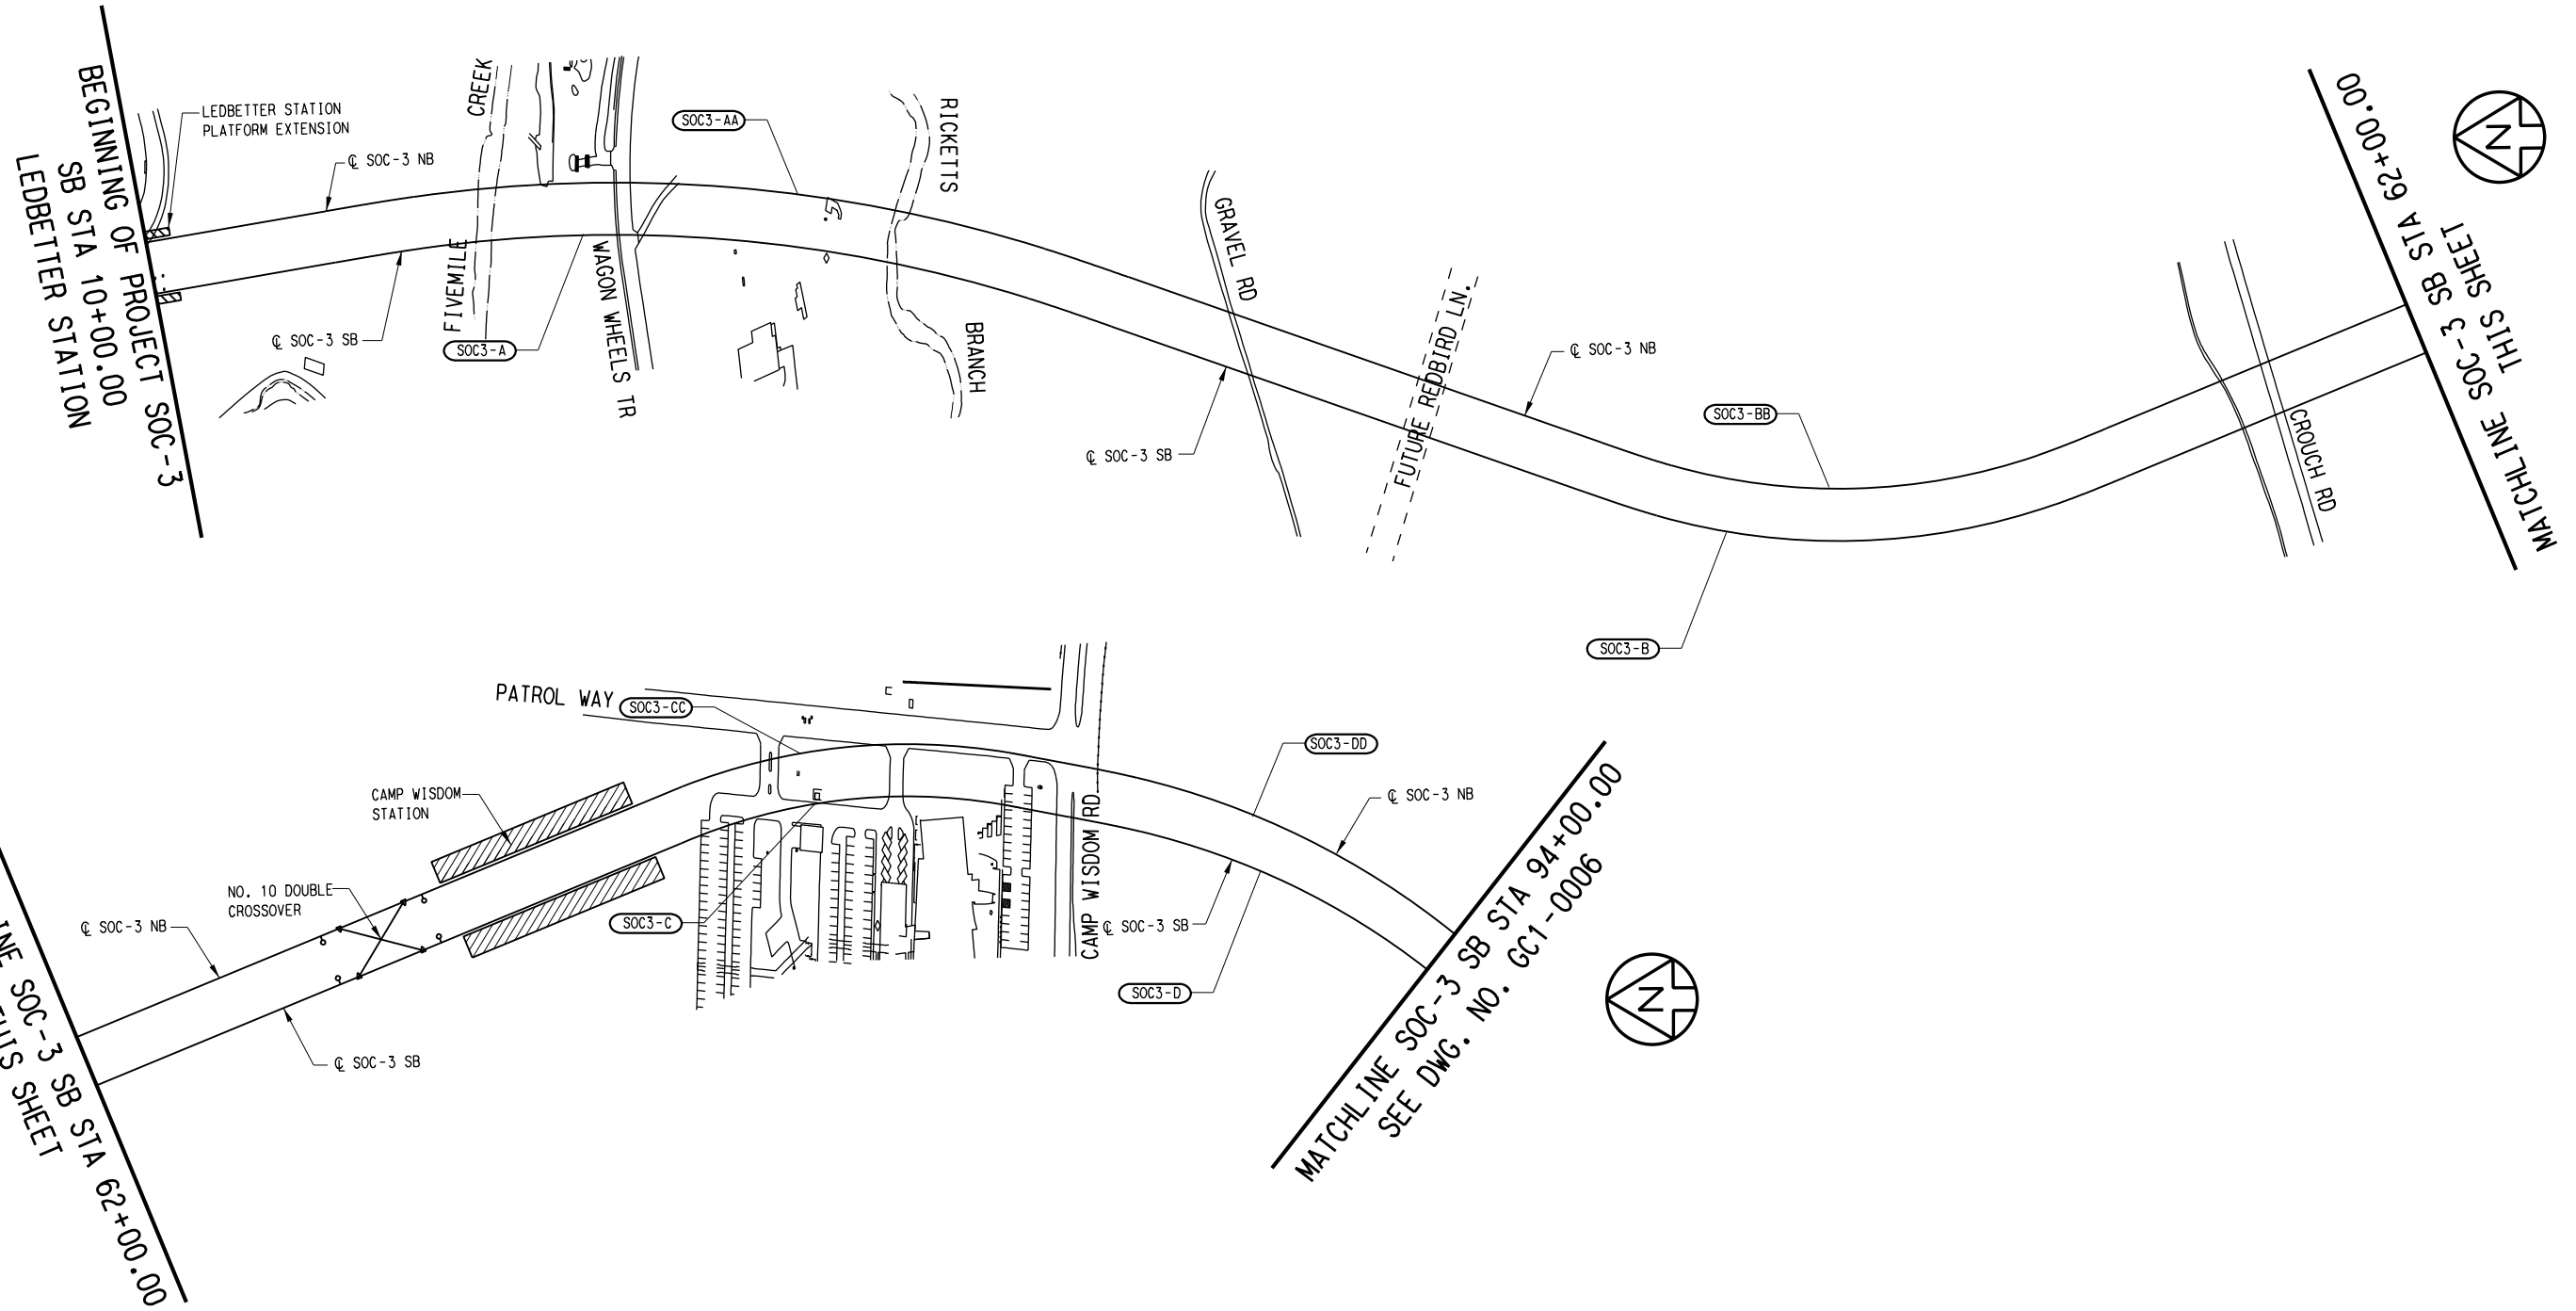 BEGINNING OF PROJECT SOC-3
SB STA 10+00.00
LEDBETTER STATION
LEDBETTER STATION
PLATFORM EXTENSION
℄ SOC-3 NB
℄ SOC-3 SB
FIVEMILE
CREEK
SOC3-A
WAGON WHEELS TR
SOC3-AA
RICKETTS
BRANCH
GRAVEL RD
℄ SOC-3 SB
FUTURE REDBIRD LN.
℄ SOC-3 NB
SOC3-BB
SOC3-B
CROUCH RD
MATCHLINE SOC-3 SB STA 62+00.00
THIS SHEET
N
SOC-3 SB STA 62+00.00
SHEET
℄ SOC-3 NB
℄ SOC-3 SB
NO. 10 DOUBLE
CROSSOVER
CAMP WISDOM
STATION
PATROL WAY
SOC3-CC
SOC3-C
CAMP WISDOM RD
℄ SOC-3 SB
SOC3-D
SOC3-DD
℄ SOC-3 NB
MATCHLINE SOC-3 SB STA 94+00.00
SEE DWG. NO. GC1-0006
N